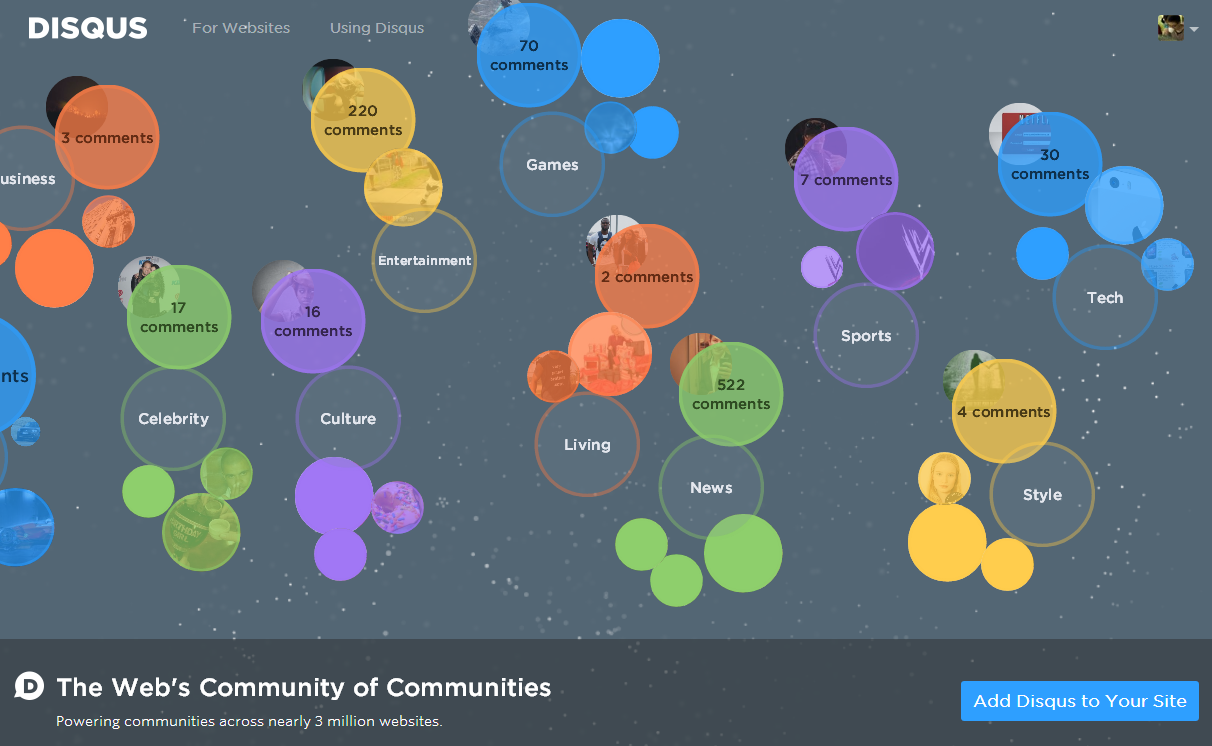 DISQUS
For Websites
Using Disqus
70
comments
3 comments
220
comments
Games
usiness
7 comments
NETFLIX
30
comments
Entertainment
2 comments
Tech
17
comments
16
comments
Sports
nts
522
comments
4 comments
Celebrity
Culture
Living
News
Style
BIRTHDAY
The Web's Community of Communities
Powering communities across nearly 3 million websites.
Add Disqus to Your Site